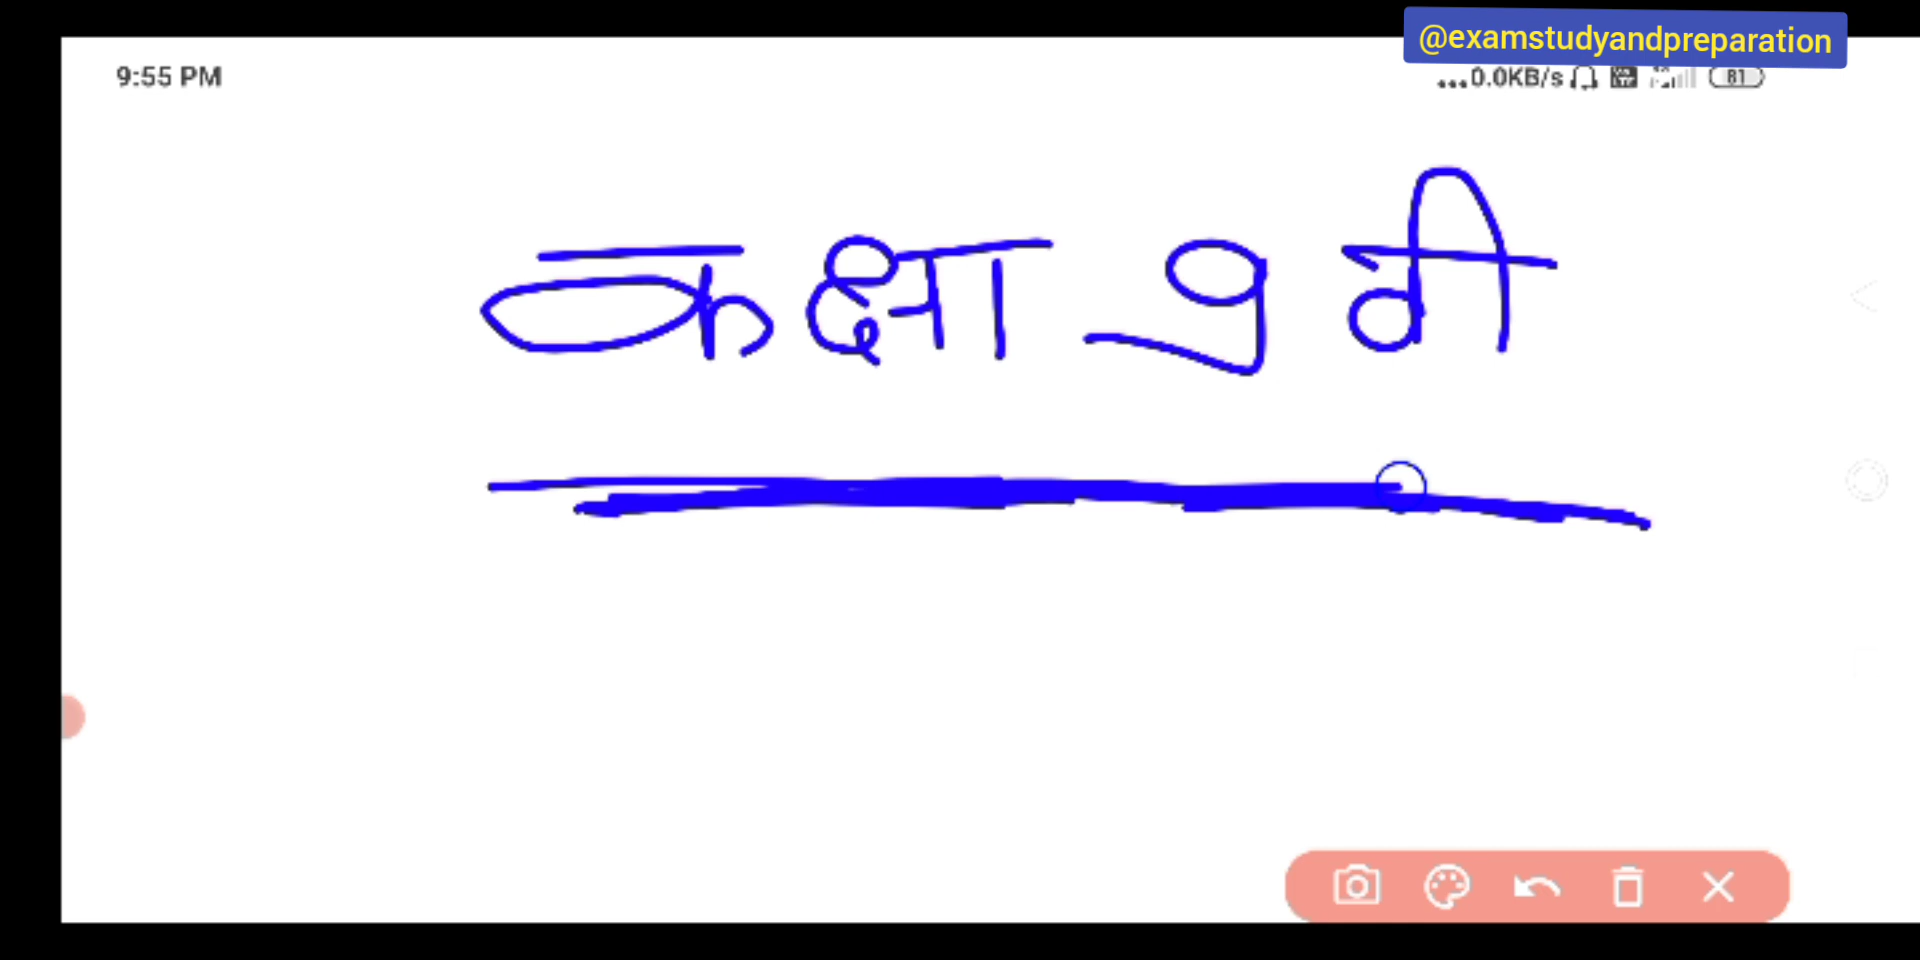 @examstudyandpreparation
9:55 PM
...0.0KB/s 81
कक्षा 9 वी